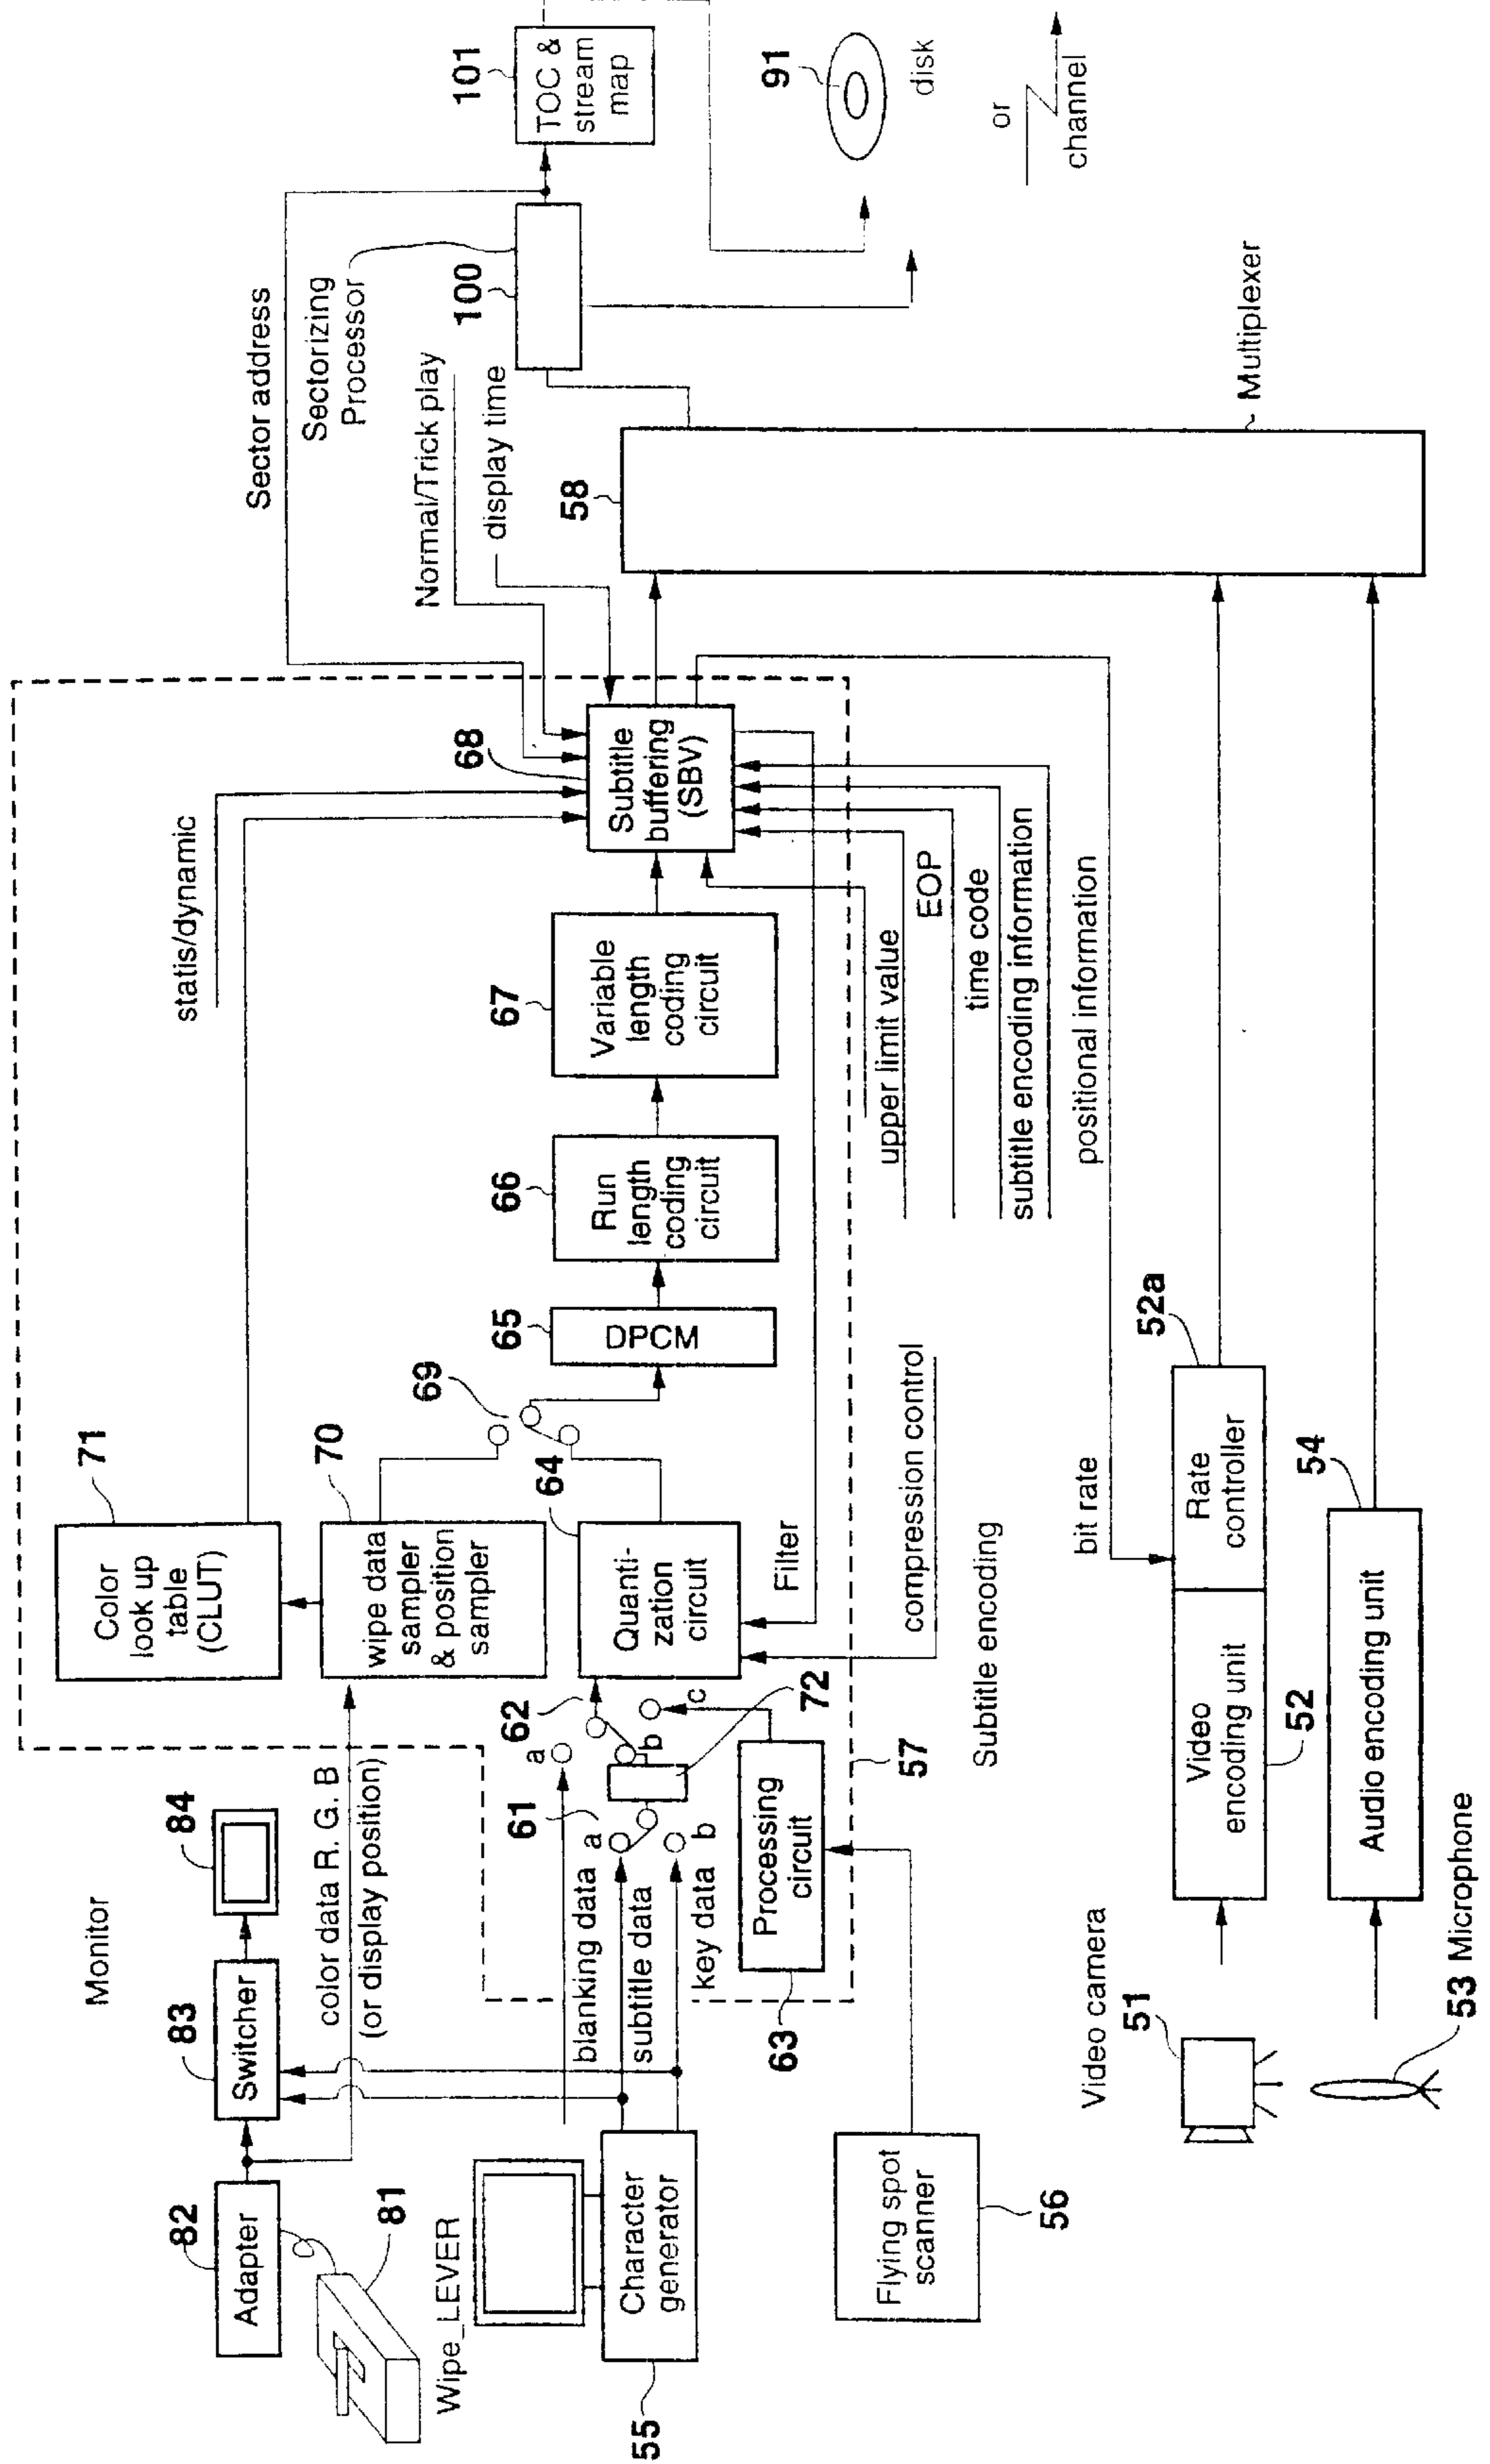 Monitor
84
83
Switcher
82
Adapter
81
Wipe_LEVER
color data R. G. B
(or display position)
71
Color
look up
table
(CLUT)
70
wipe data
sampler
& position
sampler
statis/dynamic
Sector address
Sectorizing
Processor
100
101
TOC &
stream
map
91
disk
or
channel
Normal/Trick play
display time
55
Character
generator
blanking data
subtitle data
key data
61
a
b
62
a
b
c
72
63
Processing
circuit
56
Flying spot
scanner
57
64
Quanti-
zation
circuit
69
65
DPCM
66
Run
length
coding
circuit
67
Variable
length
coding
circuit
68
Subtitle
buffering
(SBV)
58
Multiplexer
Filter
compression control
Subtitle encoding
upper limit value
EOP
time code
subtitle encoding information
positional information
bit rate
Video camera
51
52
Video
encoding unit
52a
Rate
controller
53
Microphone
54
Audio encoding unit